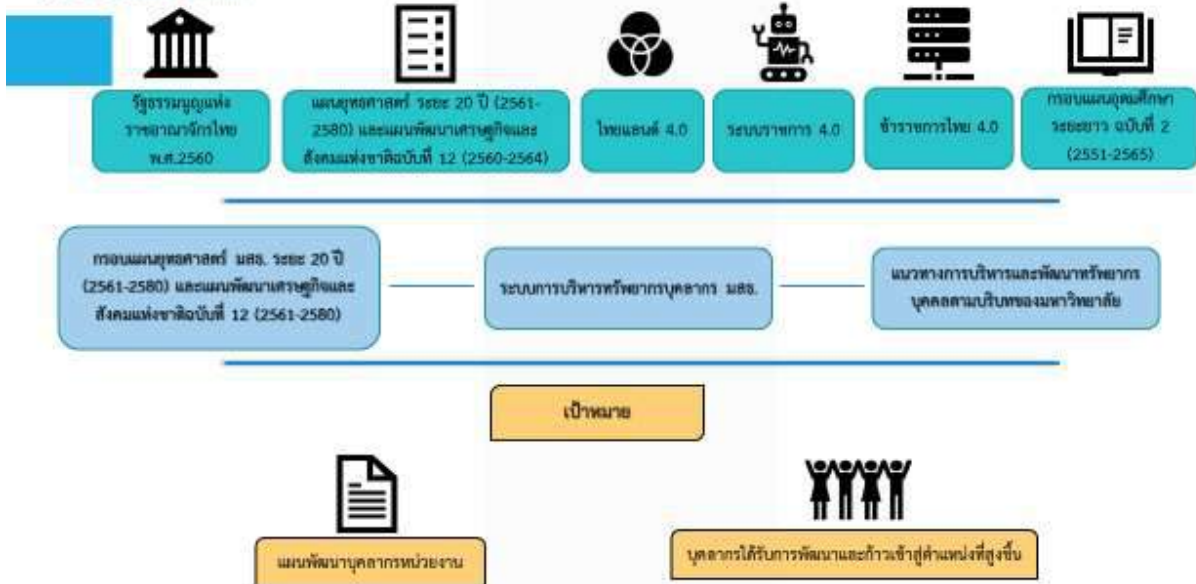 รัฐธรรมนูญแห่ง
ราชอาณาจักรไทย
พ.ศ.2560
แผนยุทธศาสตร์ ระยะ 20 ปี (2561-
2580) และแผนพัฒนาเศรษฐกิจและ
สังคมแห่งชาติฉบับที่ 12 (2560-2564)
ไทยแลนด์ 4.0
ระบบราชการ 4.0
ข้าราชการไทย 4.0
กรอบแผนอุดมศึกษา
ระยะยาว ฉบับที่ 2
(2551-2565)
กรอบแผนยุทธศาสตร์ มสธ. ระยะ 20 ปี
(2561-2580) และแผนพัฒนาเศรษฐกิจและ
สังคมแห่งชาติฉบับที่ 12 (2561-2580)
ระบบการบริหารทรัพยากรบุคลากร มสธ.
แนวทางการบริหารและพัฒนาทรัพยากร
บุคคลตามบริบทของมหาวิทยาลัย
เป้าหมาย
แผนพัฒนาบุคลากรหน่วยงาน
บุคลากรได้รับการพัฒนาและก้าวเข้าสู่ตำแหน่งที่สูงขึ้น